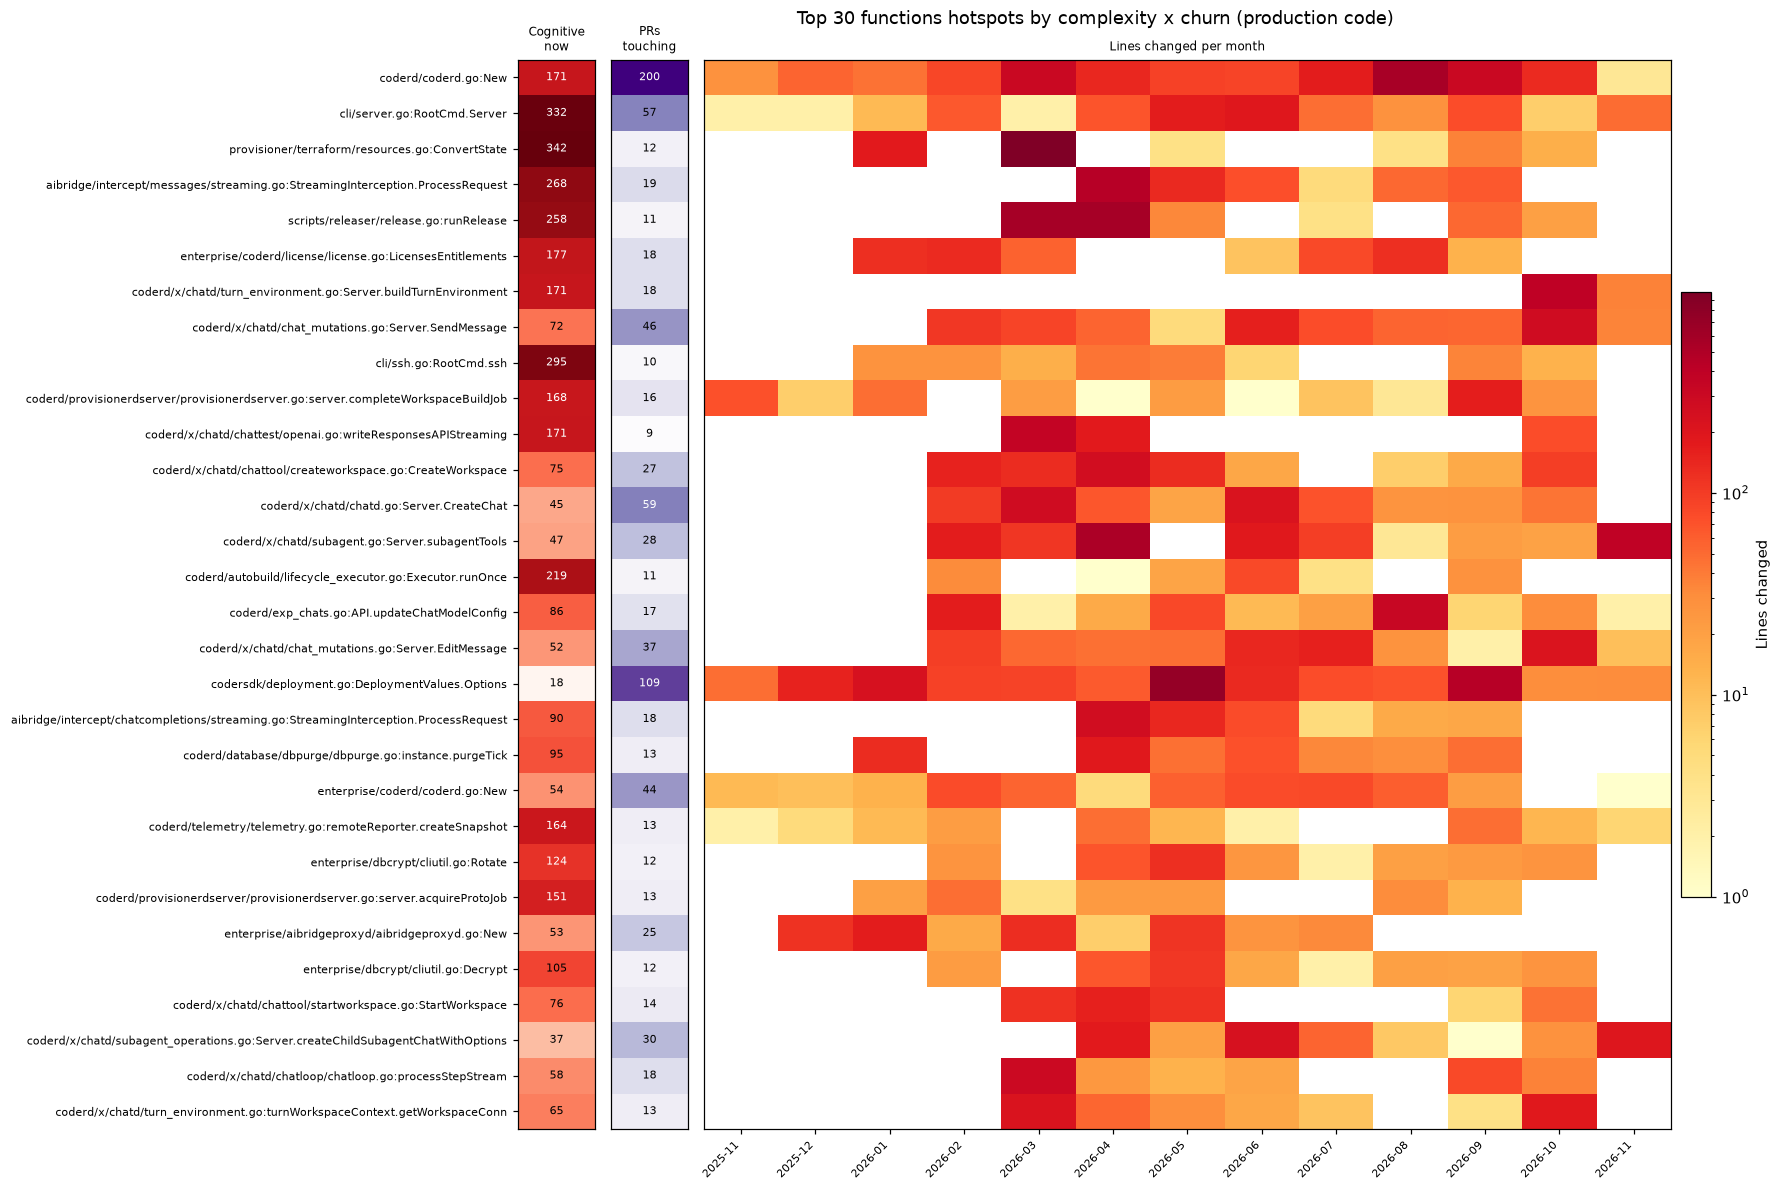 Top 30 functions hotspots by complexity x churn (production code)
Cognitive
now
PRs
touching
Lines changed per month
coderd/coderd.go:New 171 200
cli/server.go:RootCmd.Server 332 57
provisioner/terraform/resources.go:ConvertState 342 12
aibridge/intercept/messages/streaming.go:StreamingInterception.ProcessRequest 268 19
scripts/releaser/release.go:runRelease 258 11
enterprise/coderd/license/license.go:LicensesEntitlements 177 18
coderd/x/chatd/turn_environment.go:Server.buildTurnEnvironment 171 18
coderd/x/chatd/chat_mutations.go:Server.SendMessage 72 46
cli/ssh.go:RootCmd.ssh 295 10
coderd/provisionerdserver/provisionerdserver.go:server.completeWorkspaceBuildJob 168 16
coderd/x/chatd/chattest/openai.go:writeResponsesAPIStreaming 171 9
coderd/x/chatd/chattool/createworkspace.go:CreateWorkspace 75 27
coderd/x/chatd/chatd.go:Server.CreateChat 45 59
coderd/x/chatd/subagent.go:Server.subagentTools 47 28
coderd/autobuild/lifecycle_executor.go:Executor.runOnce 219 11
coderd/exp_chats.go:API.updateChatModelConfig 86 17
coderd/x/chatd/chat_mutations.go:Server.EditMessage 52 37
codersdk/deployment.go:DeploymentValues.Options 18 109
aibridge/intercept/chatcompletions/streaming.go:StreamingInterception.ProcessRequest 90 18
coderd/database/dbpurge/dbpurge.go:instance.purgeTick 95 13
enterprise/coderd/coderd.go:New 54 44
coderd/telemetry/telemetry.go:remoteReporter.createSnapshot 164 13
enterprise/dbcrypt/cliutil.go:Rotate 124 12
coderd/provisionerdserver/provisionerdserver.go:server.acquireProtoJob 151 13
enterprise/aibridgeproxyd/aibridgeproxyd.go:New 53 25
enterprise/dbcrypt/cliutil.go:Decrypt 105 12
coderd/x/chatd/chattool/startworkspace.go:StartWorkspace 76 14
coderd/x/chatd/subagent_operations.go:Server.createChildSubagentChatWithOptions 37 30
coderd/x/chatd/chatloop/chatloop.go:processStepStream 58 18
coderd/x/chatd/turn_environment.go:turnWorkspaceContext.getWorkspaceConn 65 13
2025-11 2025-12 2026-01 2026-02 2026-03 2026-04 2026-05 2026-06 2026-07 2026-08 2026-09 2026-10 2026-11
10²
10¹
10⁰
Lines changed